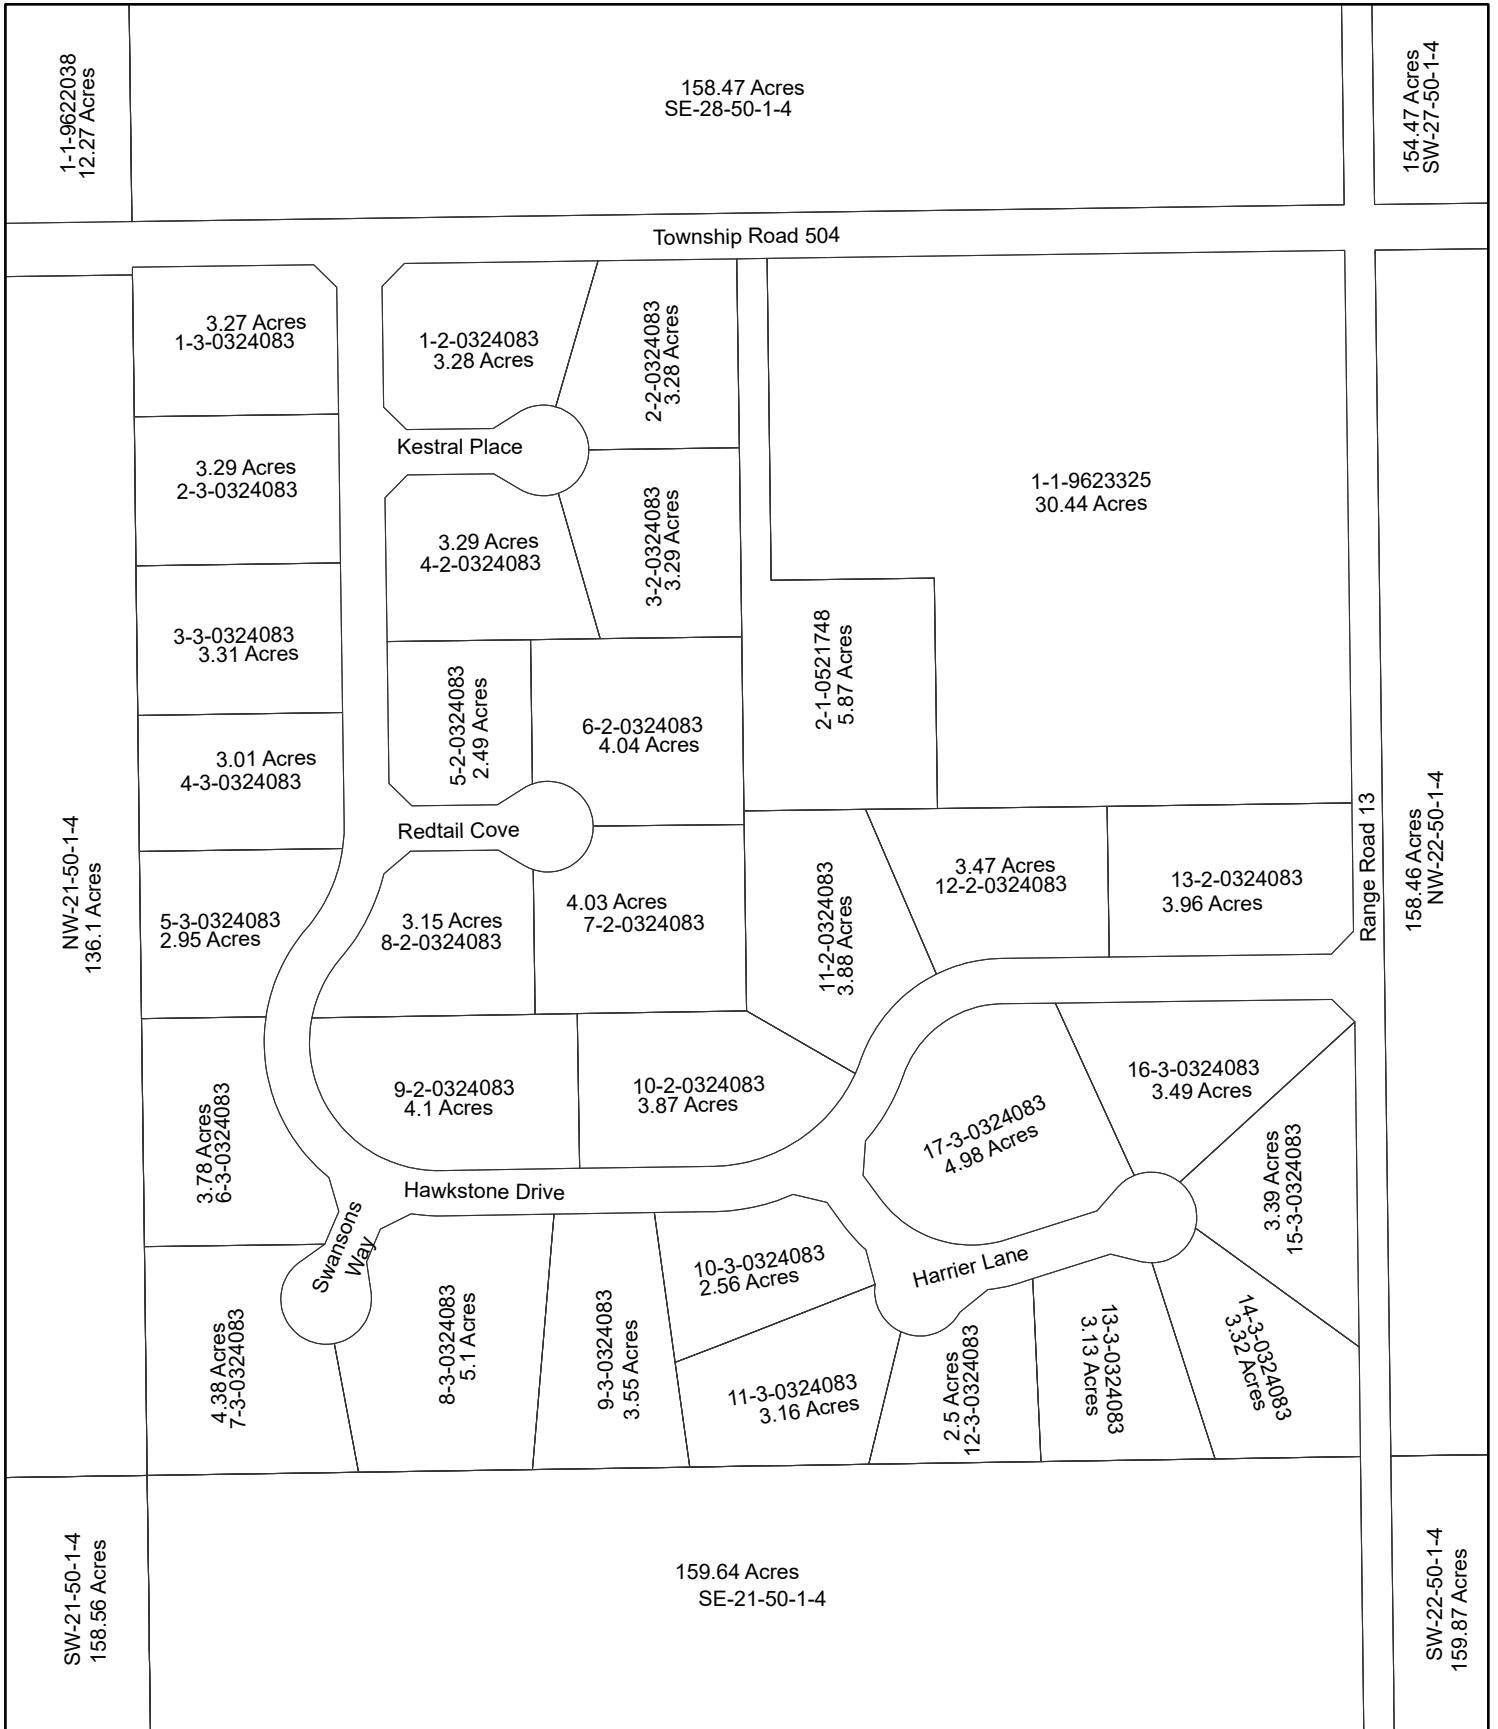 1-1-9622038
12.27 Acres
158.47 Acres
SE-28-50-1-4
154.47 Acres
SW-27-50-1-4
Township Road 504
3.27 Acres
1-3-0324083
1-2-0324083
3.28 Acres
2-2-0324083
3.28 Acres
Kestral Place
3.29 Acres
2-3-0324083
1-1-9623325
30.44 Acres
3.29 Acres
4-2-0324083
3-2-0324083
3.29 Acres
3-3-0324083
3.31 Acres
2-1-0521748
5.87 Acres
5-2-0324083
2.49 Acres
6-2-0324083
4.04 Acres
3.01 Acres
4-3-0324083
Redtail Cove
Range Road 13
158.46 Acres
NW-22-50-1-4
NW-21-50-1-4
136.1 Acres
5-3-0324083
2.95 Acres
3.15 Acres
8-2-0324083
4.03 Acres
7-2-0324083
11-2-0324083
3.88 Acres
3.47 Acres
12-2-0324083
13-2-0324083
3.96 Acres
3.78 Acres
6-3-0324083
9-2-0324083
4.1 Acres
10-2-0324083
3.87 Acres
17-3-0324083
4.98 Acres
16-3-0324083
3.49 Acres
3.39 Acres
15-3-0324083
Hawkstone Drive
Swansons
Way
Harrier Lane
10-3-0324083
2.56 Acres
4.38 Acres
7-3-0324083
8-3-0324083
5.1 Acres
9-3-0324083
3.55 Acres
11-3-0324083
3.16 Acres
2.5 Acres
12-3-0324083
13-3-0324083
3.13 Acres
14-3-0324083
3.32 Acres
SW-21-50-1-4
158.56 Acres
159.64 Acres
SE-21-50-1-4
SW-22-50-1-4
159.87 Acres